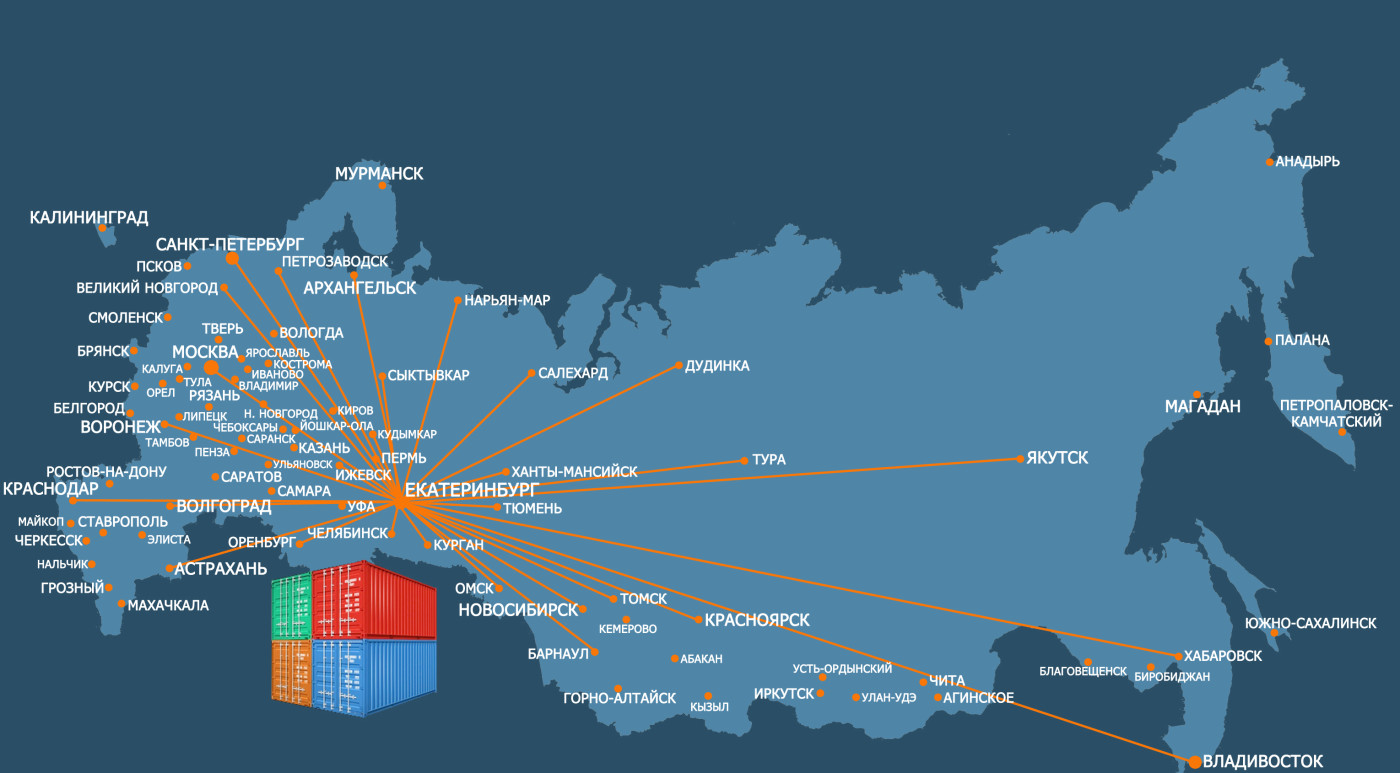 АНАДЫРЬ
МУРМАНСК
КАЛИНИНГРАД
САНКТ-ПЕТЕРБУРГ
ПСКОВ
ПЕТРОЗАВОДСК
ВЕЛИКИЙ НОВГОРОД
АРХАНГЕЛЬСК
НАРЬЯН-МАР
СМОЛЕНСК
ТВЕРЬ
ВОЛОГДА
ПАЛАНА
БРЯНСК
МОСКВА
ЯРОСЛАВЛЬ
КОСТРОМА
КАЛУГА
ИВАНОВО
СЫКТЫВКАР
САЛЕХАРД
ДУДИНКА
КУРСК
ТУЛА
ВЛАДИМИР
ОРЕЛ
РЯЗАНЬ
БЕЛГОРОД
ЛИПЕЦК
Н. НОВГОРОД
КИРОВ
МАГАДАН
ПЕТРОПАЛОВСК-
КАМЧАТСКИЙ
ВОРОНЕЖ
ЧЕБОКСАРЫ
ЙОШКАР-ОЛА
КУДЫМКАР
ТАМБОВ
САРАНСК
ПЕНЗА
КАЗАНЬ
ПЕРМЬ
ТУРА
ЯКУТСК
РОСТОВ-НА-ДОНУ
УЛЬЯНОВСК
ИЖЕВСК
ХАНТЫ-МАНСИЙСК
САРАТОВ
КРАСНОДАР
САМАРА
ЕКАТЕРИНБУРГ
ВОЛГОГРАД
УФА
ТЮМЕНЬ
МАЙКОП
СТАВРОПОЛЬ
ЧЕРКЕССК
ЭЛИСТА
ОРЕНБУРГ
ЧЕЛЯБИНСК
КУРГАН
НАЛЬЧИК
АСТРАХАНЬ
ГРОЗНЫЙ
ОМСК
МАХАЧКАЛА
НОВОСИБИРСК
ТОМСК
КЕМЕРОВО
КРАСНОЯРСК
ЮЖНО-САХАЛИНСК
БАРНАУЛ
АБАКАН
ХАБАРОВСК
УСТЬ-ОРДЫНСКИЙ
БЛАГОВЕЩЕНСК
БИРОБИДЖАН
ЧИТА
ГОРНО-АЛТАЙСК
КЫЗЫЛ
ИРКУТСК
УЛАН-УДЭ
АГИНСКОЕ
ВЛАДИВОСТОК